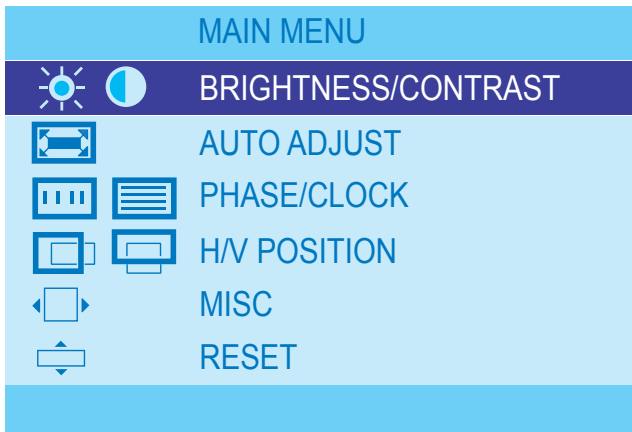 MAIN MENU
BRIGHTNESS/CONTRAST
AUTO ADJUST
PHASE/CLOCK
H/V POSITION
MISC
RESET